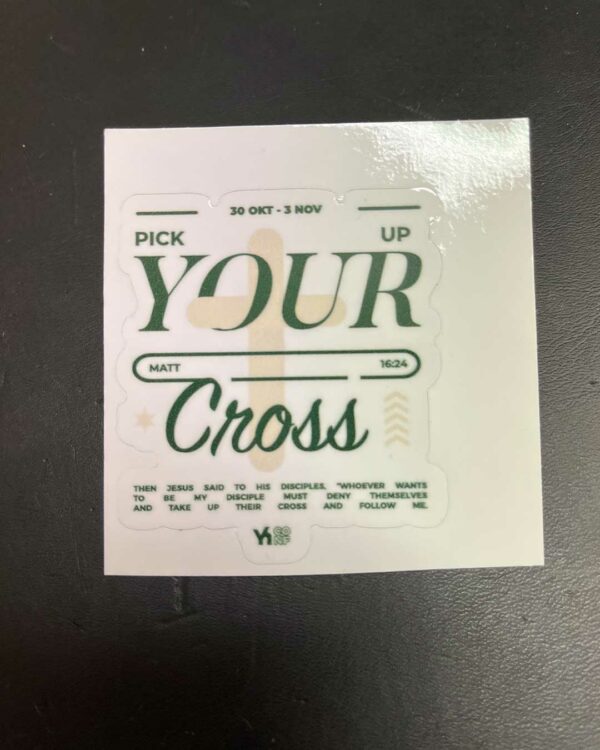 30 OKT - 3 NOV
PICK UP
YOUR
MATT 16:24
Cross
THEN JESUS SAID TO HIS DISCIPLES, "WHOEVER WANTS
TO BE MY DISCIPLE MUST DENY THEMSELVES
AND TAKE UP THEIR CROSS AND FOLLOW ME.